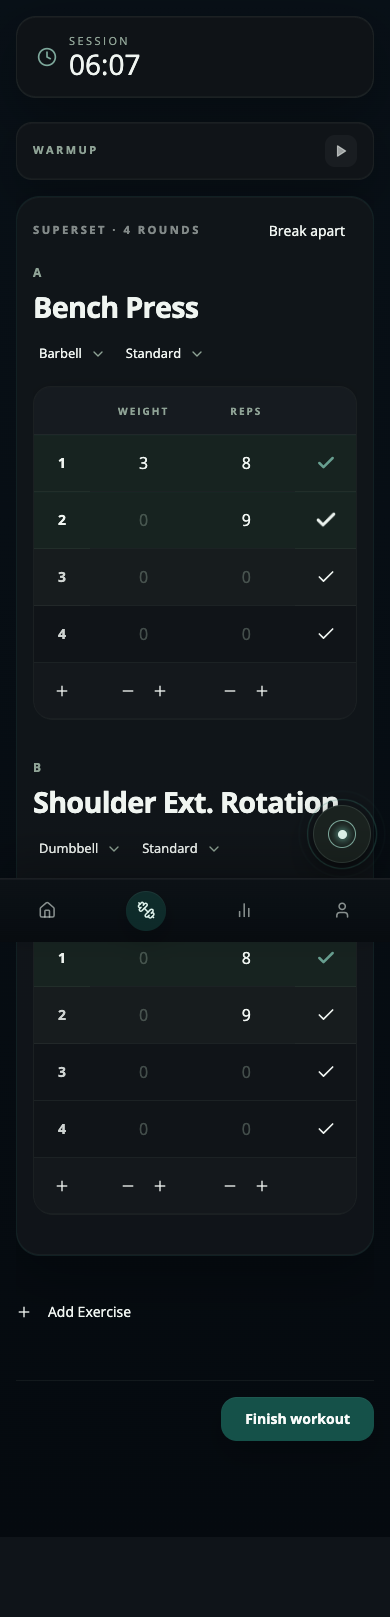 SESSION
06:07
WARMUP
SUPERSET · 4 ROUNDS Break apart
A
Bench Press
Barbell Standard
WEIGHT REPS
1 3 8
2 0 9
3 0 0
4 0 0
B
Shoulder Ext. Rotation
Dumbbell Standard
1 0 8
2 0 9
3 0 0
4 0 0
Add Exercise
Finish workout